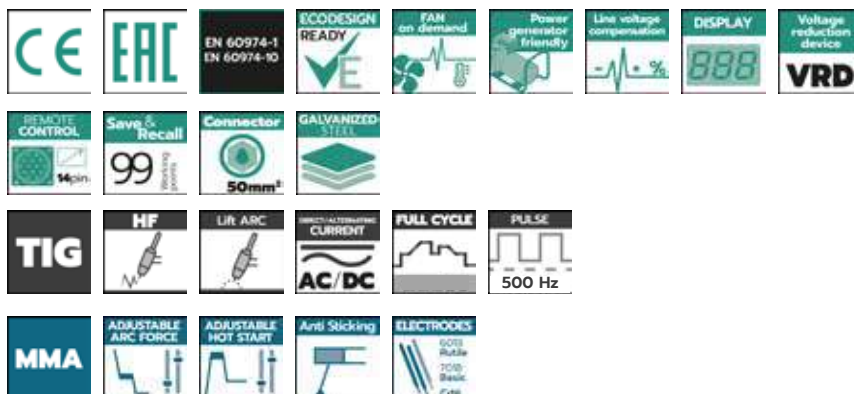 CE
EAC
EN 60974-1
EN 60974-10
ECODESIGN
READY
E
FAN
on demand
Power
generator
friendly
Line voltage
compensation
- + %
DISPLAY
888
Voltage
reduction
device
VRD
REMOTE
CONTROL
14pin
Save &
Recall
99
Working
points
Connector
50mm²
GALVANIZED
STEEL
TIG
HF
Lift ARC
DIRECT/ALTERNATING
CURRENT
AC/DC
FULL CYCLE
PULSE
500 Hz
MMA
ADJUSTABLE
ARC FORCE
ADJUSTABLE
HOT START
Anti Sticking
ELECTRODES
6013
Rutile
7018
Basic